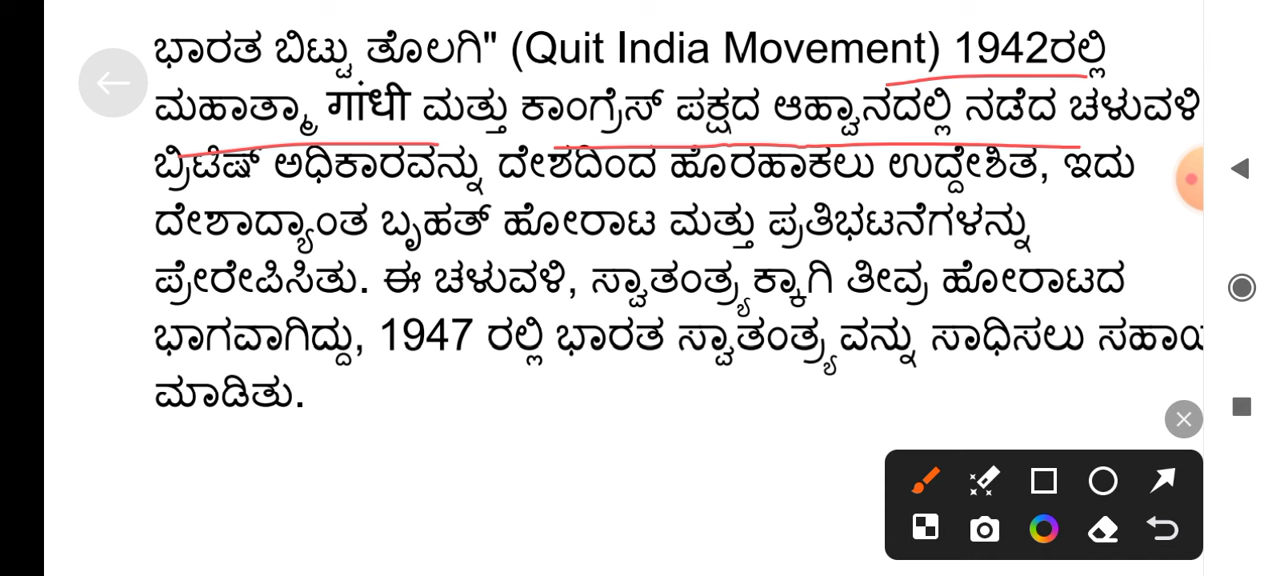 ಭಾರತ ಬಿಟ್ಟು ತೊಲಗಿ" (Quit India Movement) 1942ರಲ್ಲಿ
ಮಹಾತ್ಮಾ गांधी ಮತ್ತು ಕಾಂಗ್ರೆಸ್ ಪಕ್ಷದ ಆಹ್ವಾನದಲ್ಲಿ ನಡೆದ ಚಳುವಳಿ
ಬ್ರಿಟಿಷ್ ಅಧಿಕಾರವನ್ನು ದೇಶದಿಂದ ಹೊರಹಾಕಲು ಉದ್ದೇಶಿತ, ಇದು
ದೇಶಾದ್ಯಾಂತ ಬೃಹತ್ ಹೋರಾಟ ಮತ್ತು ಪ್ರತಿಭಟನೆಗಳನ್ನು
ಪ್ರೇರೇಪಿಸಿತು. ಈ ಚಳುವಳಿ, ಸ್ವಾತಂತ್ರ್ಯಕ್ಕಾಗಿ ತೀವ್ರ ಹೋರಾಟದ
ಭಾಗವಾಗಿದ್ದು, 1947 ರಲ್ಲಿ ಭಾರತ ಸ್ವಾತಂತ್ರ್ಯವನ್ನು ಸಾಧಿಸಲು ಸಹಾಯ
ಮಾಡಿತು.